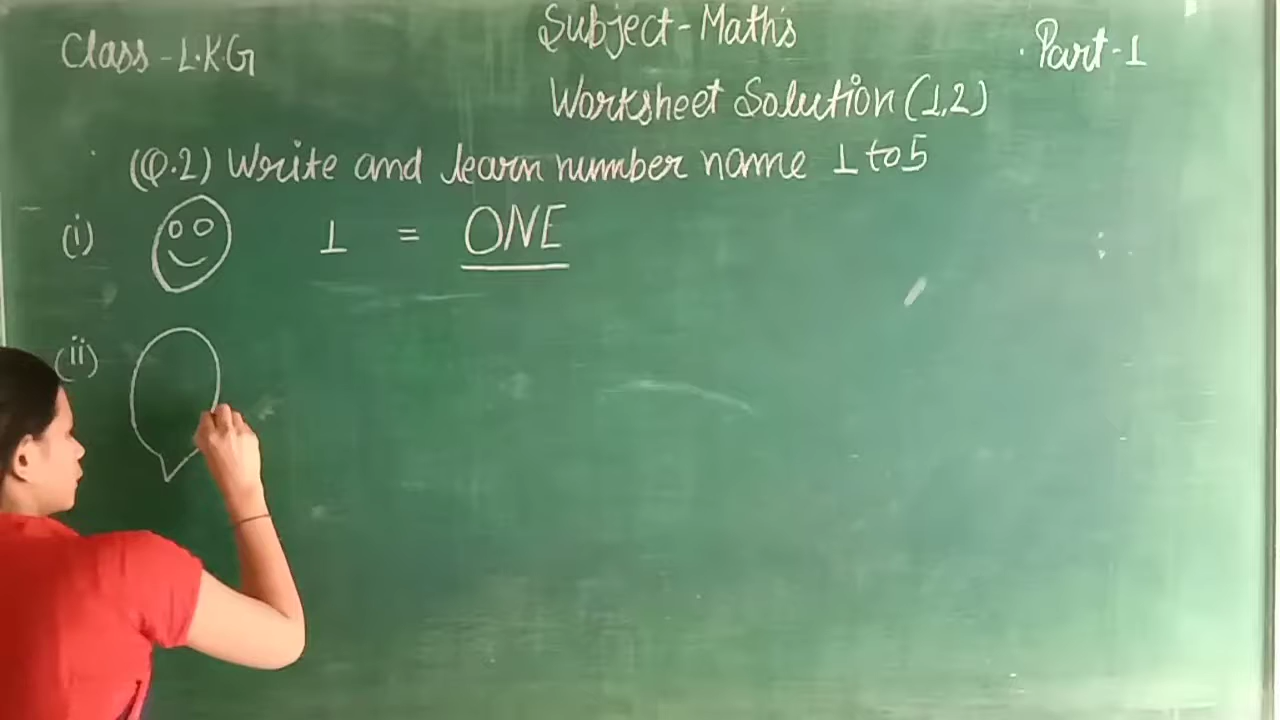 Class - L.K.G
Subject - Maths
Part - 1
Worksheet Solution (1,2)
(Q.2) Write and learn number name 1 to 5
(i) 1 = ONE
(ii)